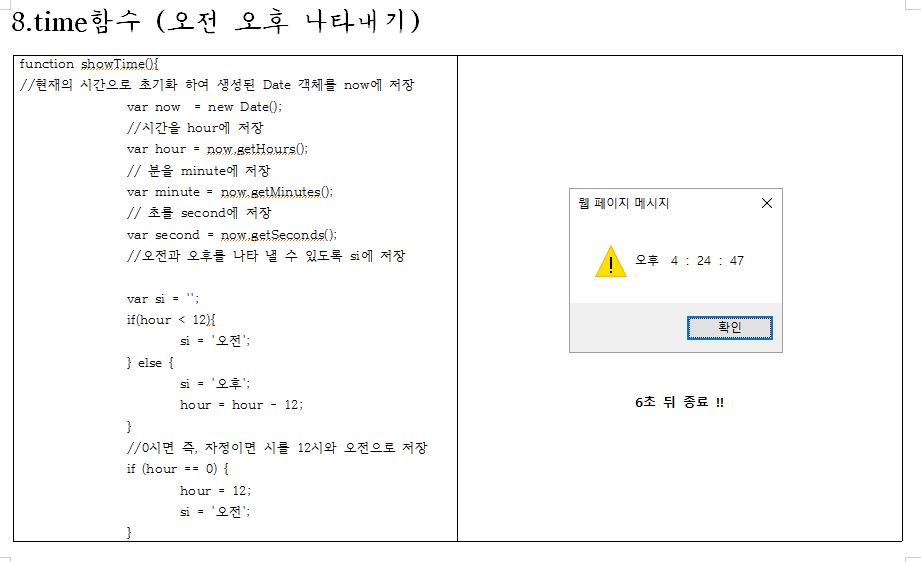 8.time함수 (오전 오후 나타내기)
function showTime(){
//현재의 시간으로 초기화 하여 생성된 Date 객체를 now에 저장
var now  = new Date();
//시간을 hour에 저장
var hour = now.getHours();
// 분을 minute에 저장
var minute = now.getMinutes();
// 초를 second에 저장
var second = now.getSeconds();
//오전과 오후를 나타 낼 수 있도록 si에 저장
var si = '';
if(hour < 12){
si = '오전';
} else {
si = '오후';
hour = hour - 12;
}
//0시면 즉, 자정이면 시를 12시와 오전으로 저장
if (hour == 0) {
hour = 12;
si = '오전';
}
웹 페이지 메시지
오후 4 : 24 : 47
확인
6초 뒤 종료 !!